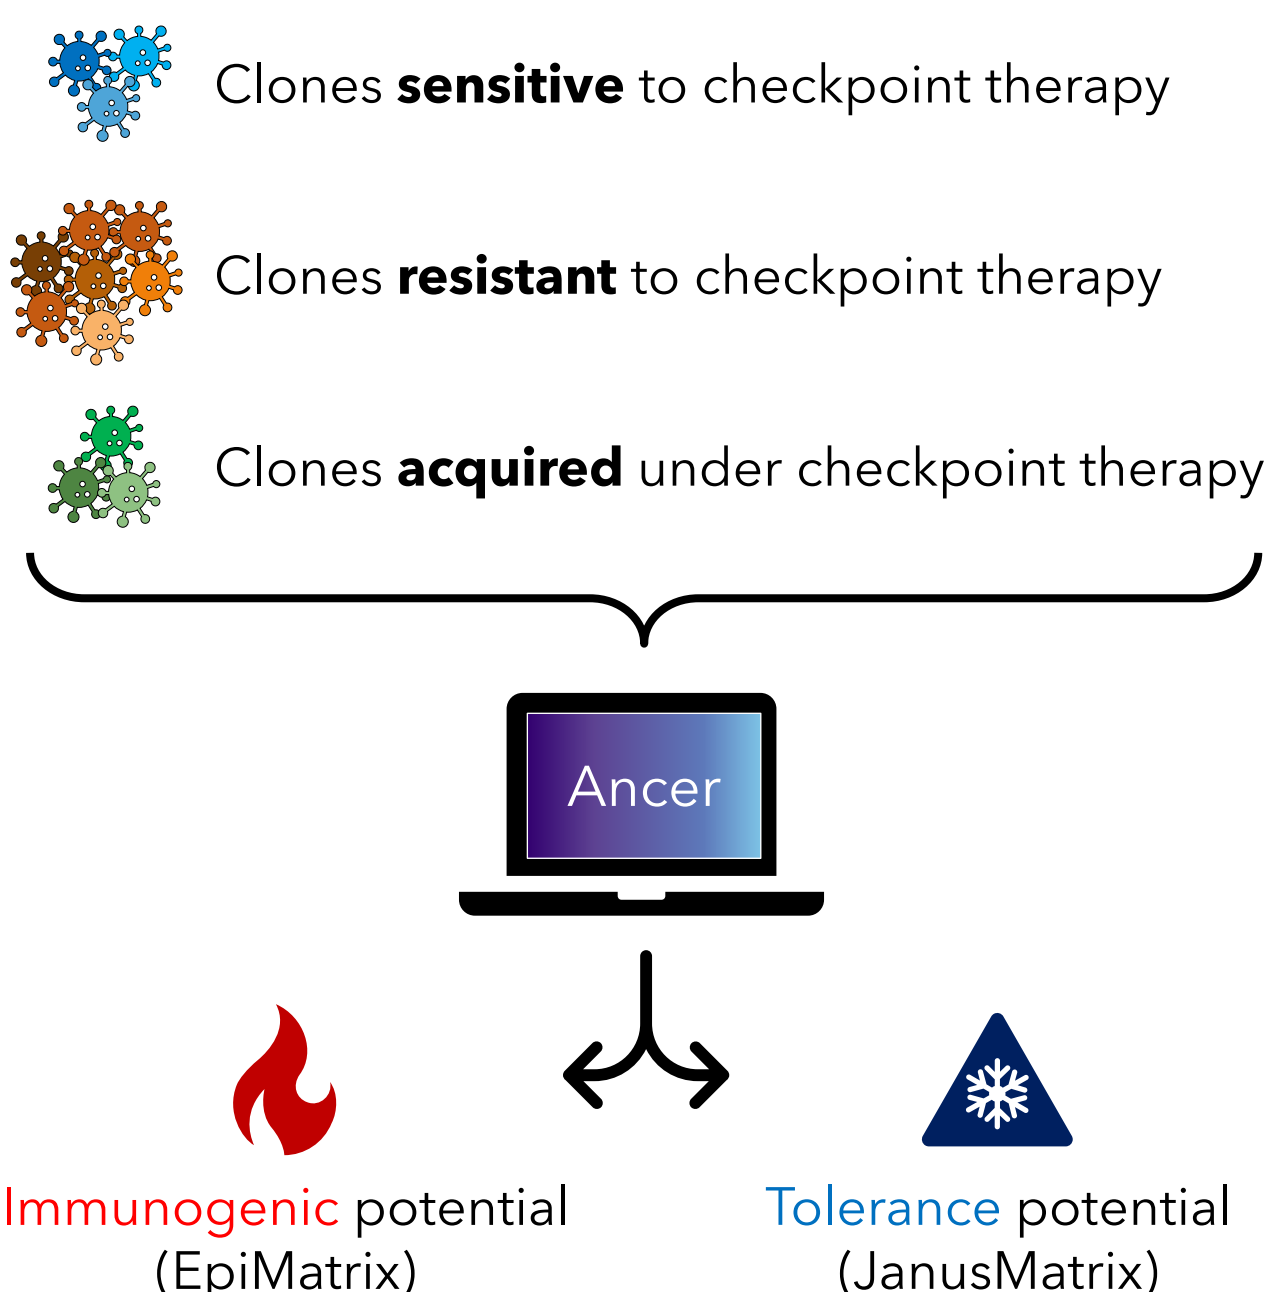 Clones sensitive to checkpoint therapy
Clones resistant to checkpoint therapy
Clones acquired under checkpoint therapy
Ancer
Immunogenic potential
(EpiMatrix)
Tolerance potential
(JanusMatrix)